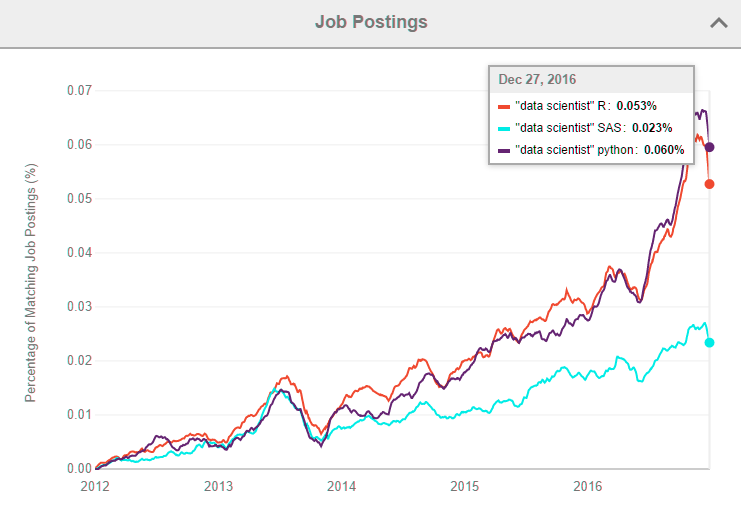 Job Postings
Dec 27, 2016
"data scientist" R: 0.053%
"data scientist" SAS: 0.023%
"data scientist" python: 0.060%
Percentage of Matching Job Postings (%)
0.07
0.06
0.05
0.04
0.03
0.02
0.01
0.00
2012 2013 2014 2015 2016